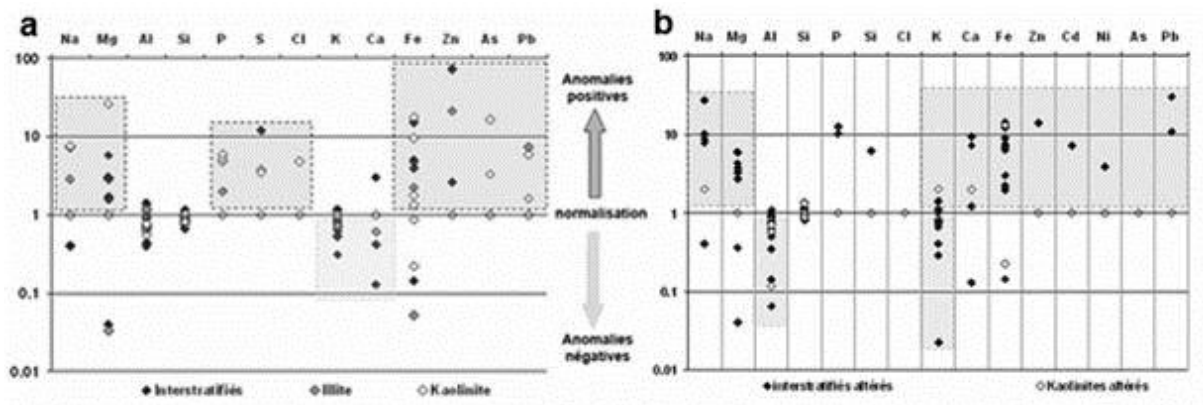 a
Na Mg Al Si P S Cl K Ca Fe Zn As Pb
100
10
1
0.1
0.01
Interstratifiés Illite Kaolinite
Anomalies
positives
normalisation
Anomalies
négatives
b
Na Mg Al Si P Si Cl K Ca Fe Zn Cd Ni As Pb
100
10
1
0.1
0.01
interstratifiés altérés Kaolinites altérés